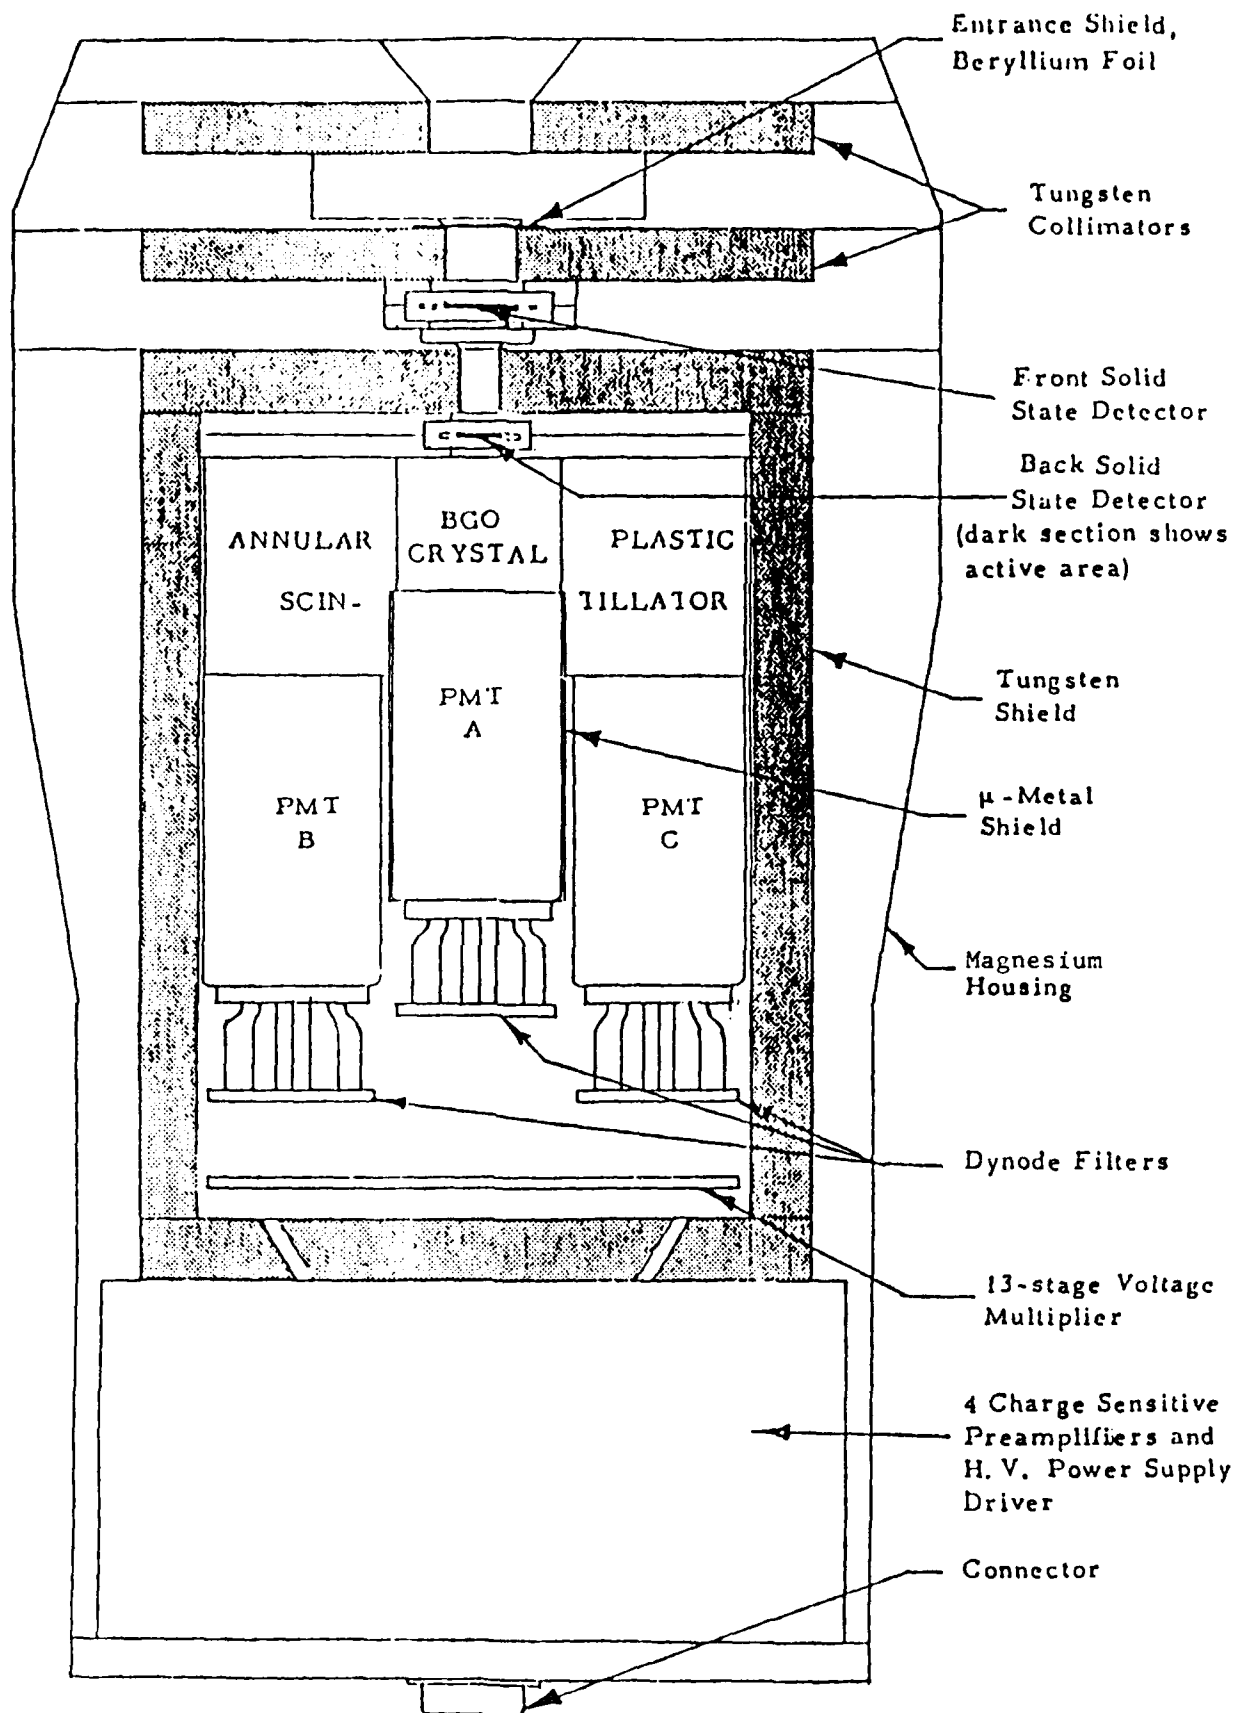 Entrance Shield,
Beryllium Foil
Tungsten
Collimators
Front Solid
State Detector
Back Solid
State Detector
(dark section shows
active area)
ANNULAR
BGO
CRYSTAL
PLASTIC
SCIN-
TILLATOR
Tungsten
Shield
PMT
A
μ-Metal
Shield
PMT
B
PMT
C
Magnesium
Housing
Dynode Filters
13-stage Voltage
Multiplier
4 Charge Sensitive
Preamplifiers and
H. V. Power Supply
Driver
Connector